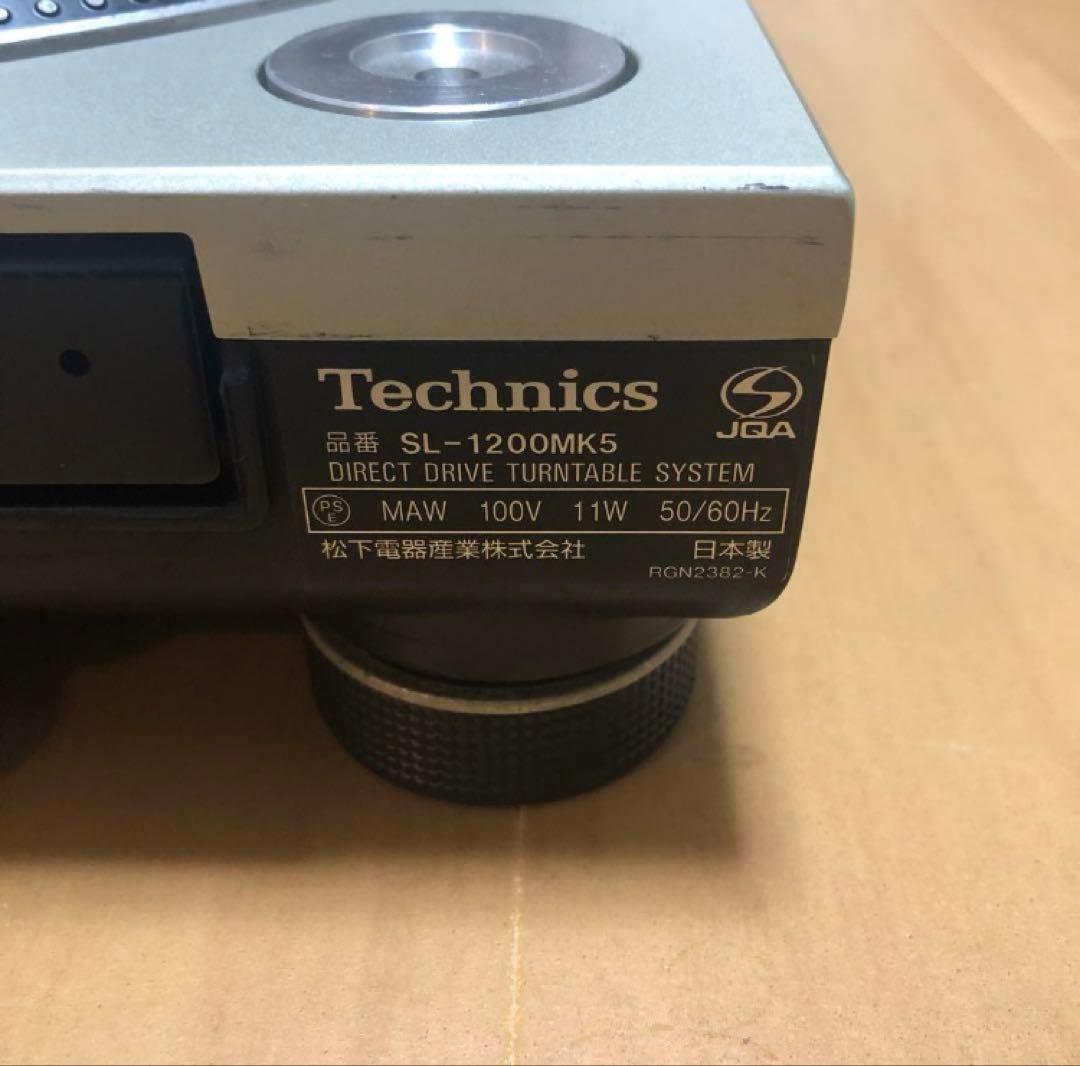 Technics
JQA
品番 SL-1200MK5
DIRECT DRIVE TURNTABLE SYSTEM
PSE MAW 100V 11W 50/60Hz
松下電器産業株式会社 日本製
RGN2382-K